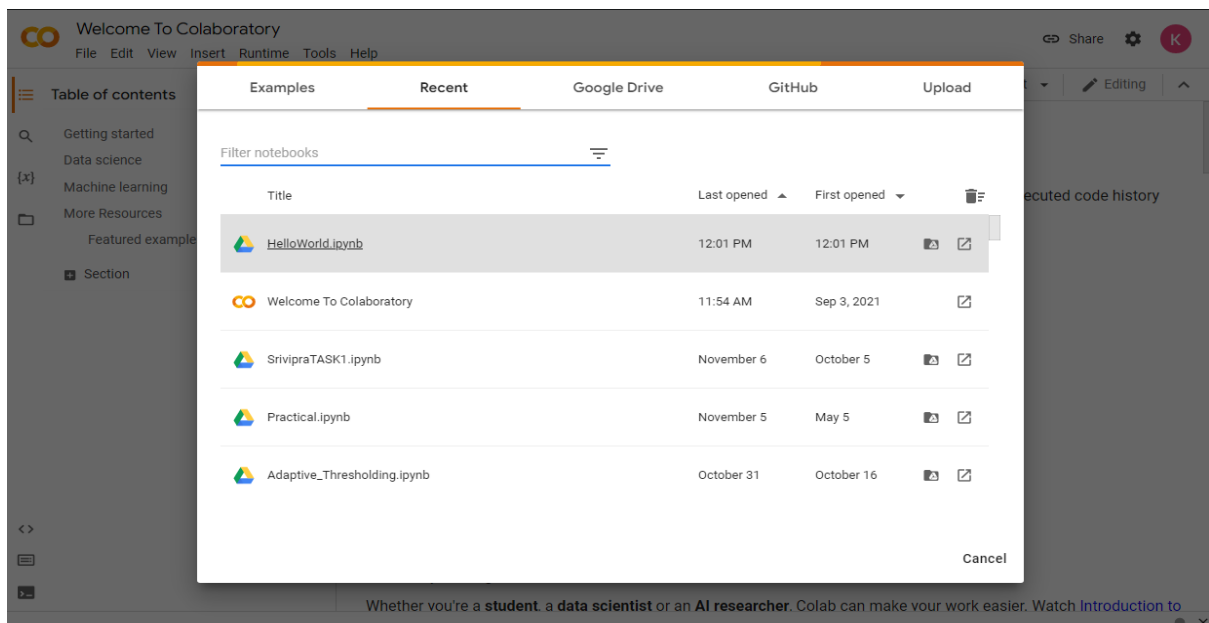 Welcome To Colaboratory
File Edit View Insert Runtime Tools Help
Share
K
Examples Recent Google Drive GitHub Upload
Table of contents
Editing
Getting started
Data science
Machine learning
More Resources
Featured example
Section
{x}
ecuted code history
Filter notebooks
Title Last opened First opened
HelloWorld.ipynb 12:01 PM 12:01 PM
Welcome To Colaboratory 11:54 AM Sep 3, 2021
SrivipraTASK1.ipynb November 6 October 5
Practical.ipynb November 5 May 5
Adaptive_Thresholding.ipynb October 31 October 16
Cancel
Whether you're a student, a data scientist or an AI researcher. Colab can make your work easier. Watch Introduction to